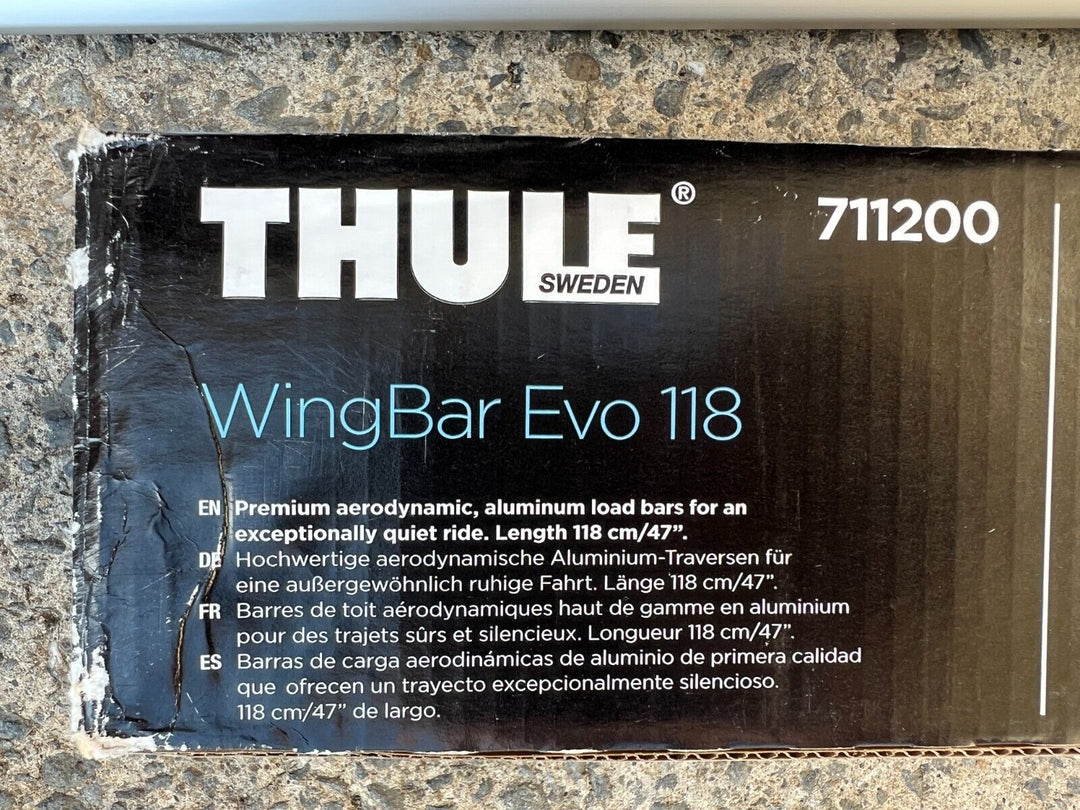 THULE®
SWEDEN
711200
WingBar Evo 118
EN Premium aerodynamic, aluminum load bars for an
exceptionally quiet ride. Length 118 cm/47”.
DE Hochwertige aerodynamische Aluminium-Traversen für
eine außergewöhnlich ruhige Fahrt. Länge 118 cm/47”.
FR Barres de toit aérodynamiques haut de gamme en aluminium
pour des trajets sûrs et silencieux. Longueur 118 cm/47”.
ES Barras de carga aerodinámicas de aluminio de primera calidad
que ofrecen un trayecto excepcionalmente silencioso.
118 cm/47” de largo.